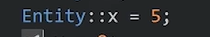 Entity::x = 5;